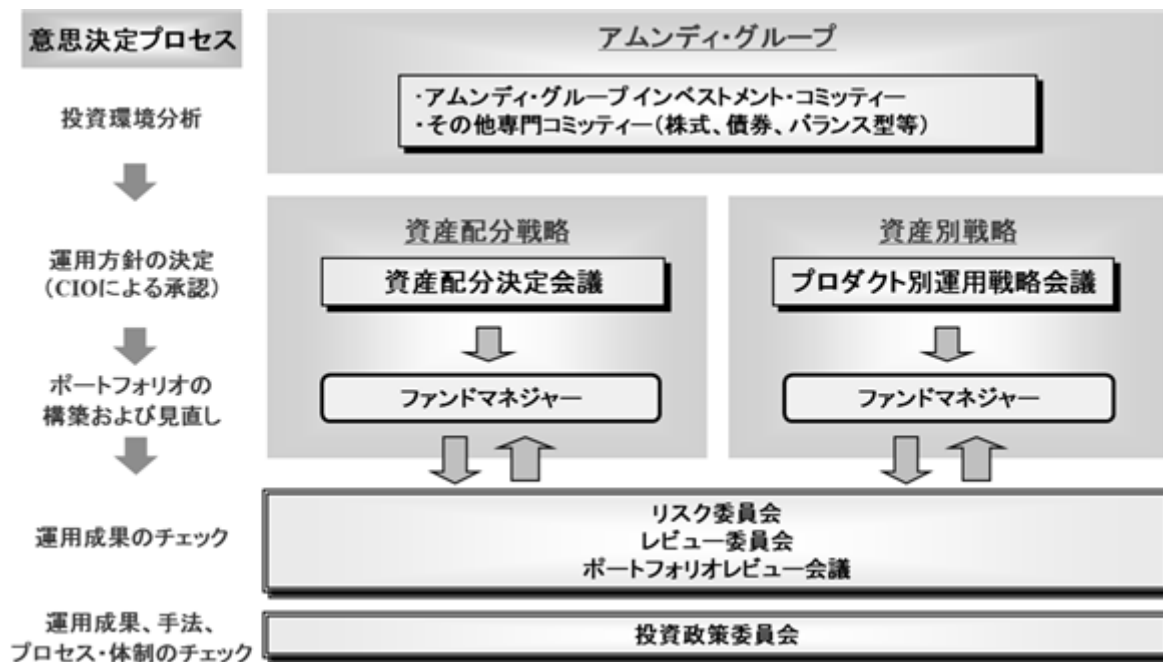 意思決定プロセス
アムンディ・グループ
投資環境分析
・アムンディ・グループ インベストメント・コミッティー
・その他専門コミッティー（株式、債券、バランス型等）
資産配分戦略
資産別戦略
運用方針の決定
（CIOによる承認）
資産配分決定会議
プロダクト別運用戦略会議
ポートフォリオの
構築および見直し
ファンドマネジャー
ファンドマネジャー
運用成果のチェック
リスク委員会
レビュー委員会
ポートフォリオレビュー会議
運用成果、手法、
プロセス・体制のチェック
投資政策委員会